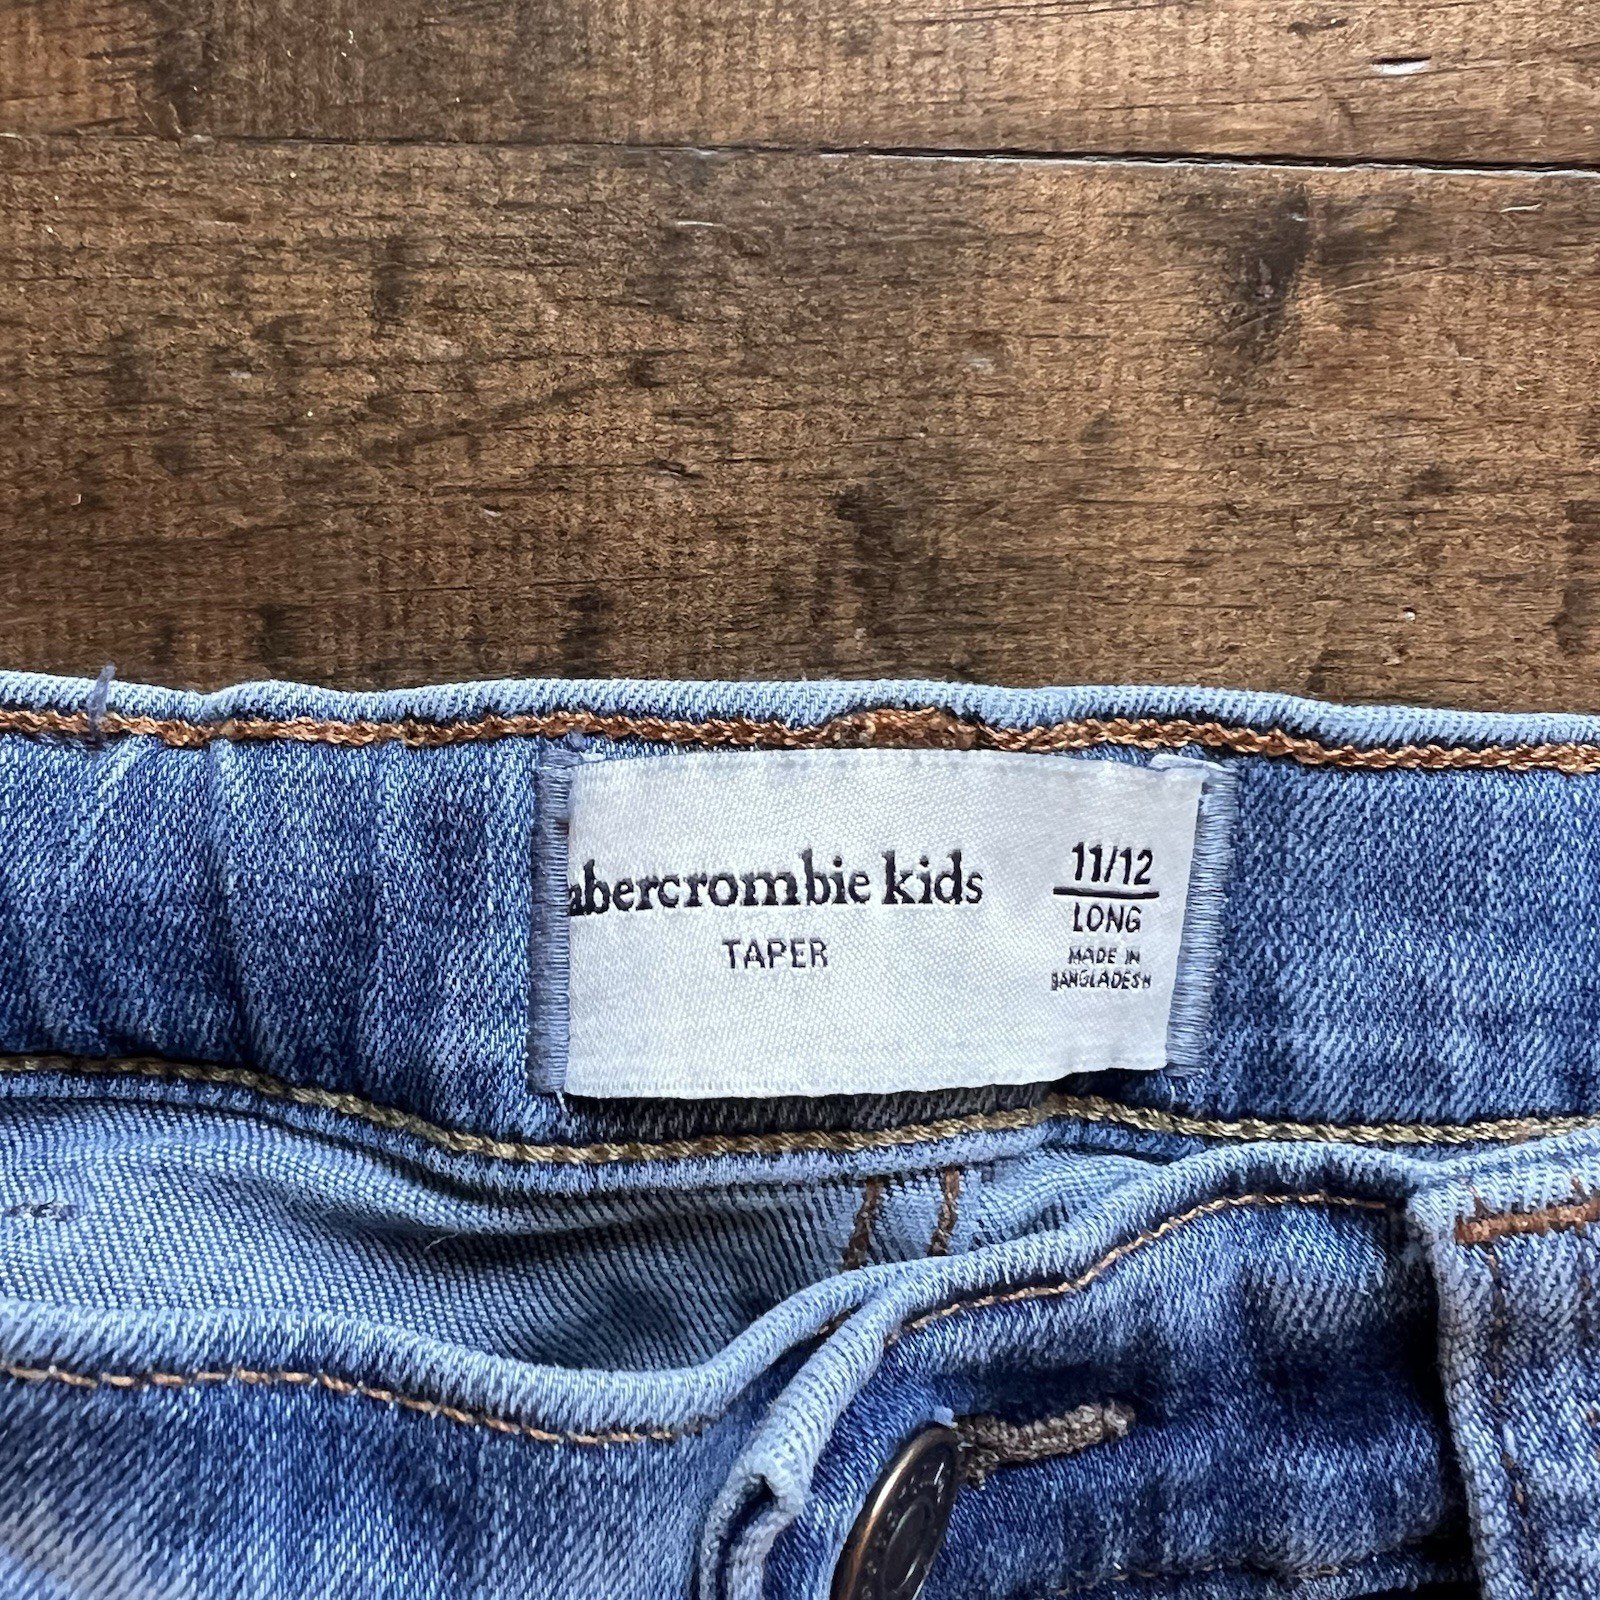 abercrombie kids
TAPER
11/12
LONG
MADE IN
BANGLADESH